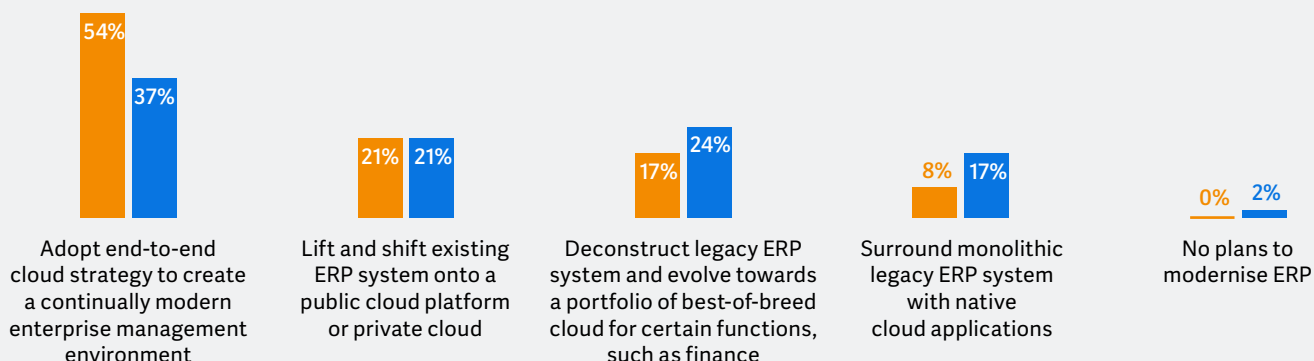 54%
37%
Adopt end-to-end
cloud strategy to create
a continually modern
enterprise management
environment
21%
21%
Lift and shift existing
ERP system onto a
public cloud platform
or private cloud
17%
24%
Deconstruct legacy ERP
system and evolve towards
a portfolio of best-of-breed
cloud for certain functions,
such as finance
8%
17%
Surround monolithic
legacy ERP system
with native
cloud applications
0%
2%
No plans to
modernise ERP